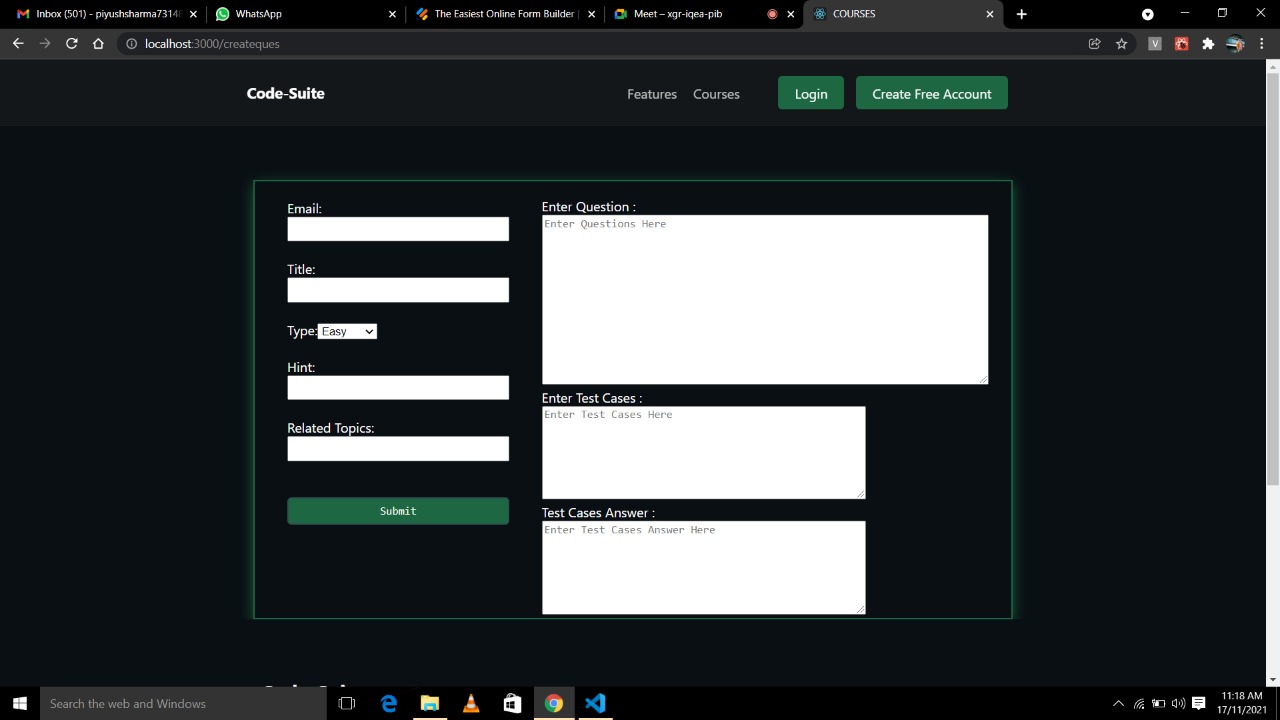 Inbox (501) - piyushsharma7314
WhatsApp
The Easiest Online Form Builder |
Meet – xgr-iqea-pib
COURSES
localhost:3000/createques
V
Code-Suite
Features
Courses
Login
Create Free Account
Email:
Title:
Type: Easy
Hint:
Related Topics:
Submit
Enter Question :
Enter Questions Here
Enter Test Cases :
Enter Test Cases Here
Test Cases Answer :
Enter Test Cases Answer Here
Search the web and Windows
11:18 AM
17/11/2021